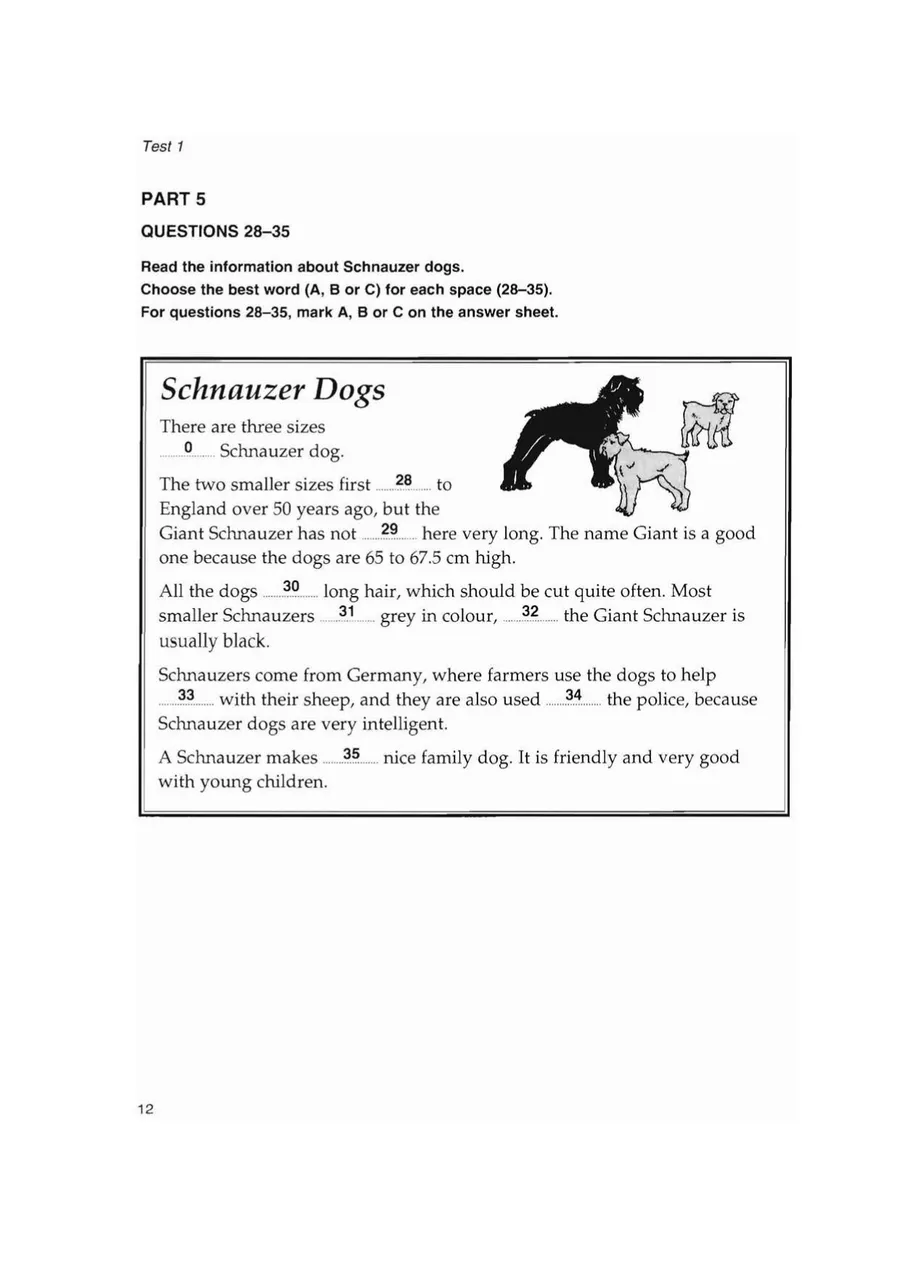 Test 1
PART 5
QUESTIONS 28–35
Read the information about Schnauzer dogs.
Choose the best word (A, B or C) for each space (28–35).
For questions 28–35, mark A, B or C on the answer sheet.
Schnauzer Dogs
There are three sizes
........0........ Schnauzer dog.
The two smaller sizes first ........28........ to
England over 50 years ago, but the
Giant Schnauzer has not ........29........ here very long. The name Giant is a good
one because the dogs are 65 to 67.5 cm high.
All the dogs ........30........ long hair, which should be cut quite often. Most
smaller Schnauzers ........31........ grey in colour, ........32........ the Giant Schnauzer is
usually black.
Schnauzers come from Germany, where farmers use the dogs to help
........33........ with their sheep, and they are also used ........34........ the police, because
Schnauzer dogs are very intelligent.
A Schnauzer makes ........35........ nice family dog. It is friendly and very good
with young children.
12